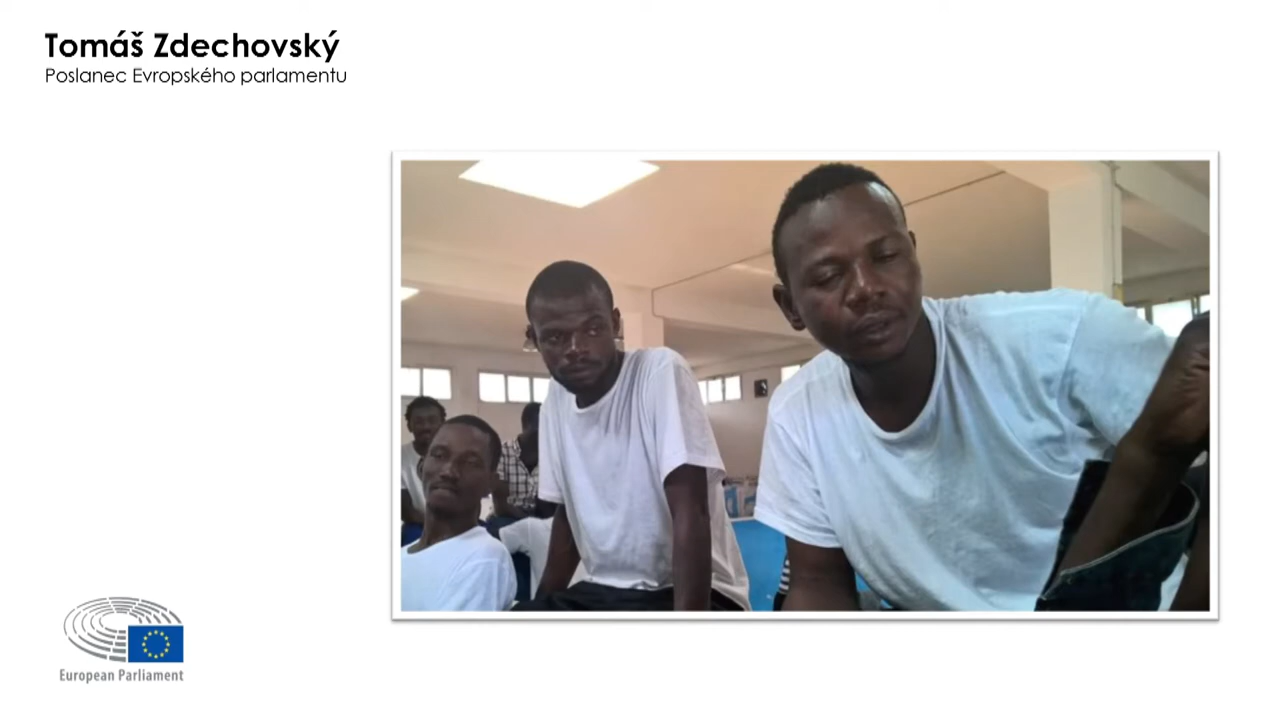 Tomáš Zdechovský
Poslanec Evropského parlamentu
European Parliament